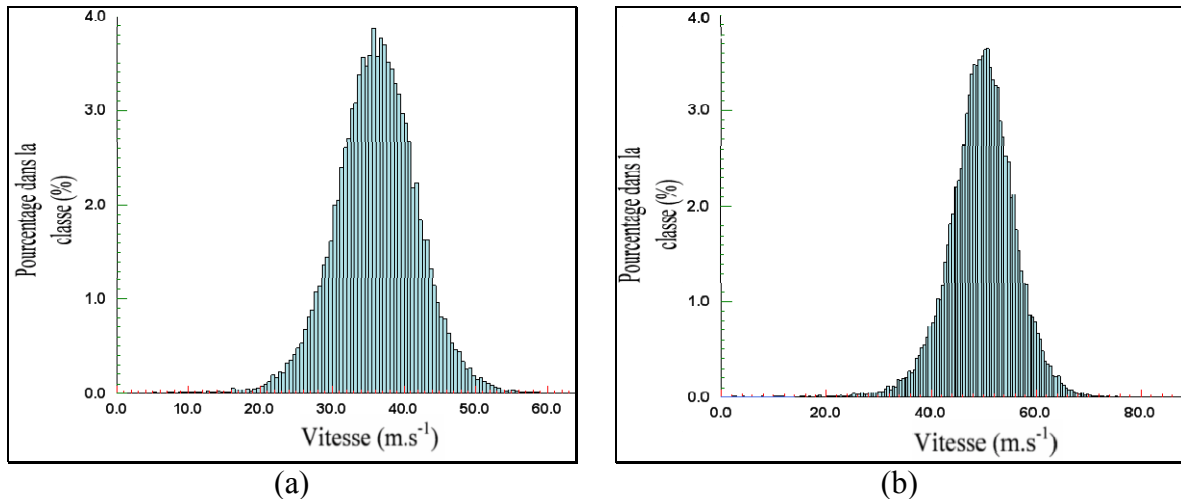 4.0
3.0
2.0
1.0
0.0
Pourcentage dans la
classe (%)
0.0 10.0 20.0 30.0 40.0 50.0 60.0
Vitesse (m.s⁻¹)
(a)
4.0
3.0
2.0
1.0
0.0
Pourcentage dans la
classe (%)
0.0 20.0 40.0 60.0 80.0
Vitesse (m.s⁻¹)
(b)